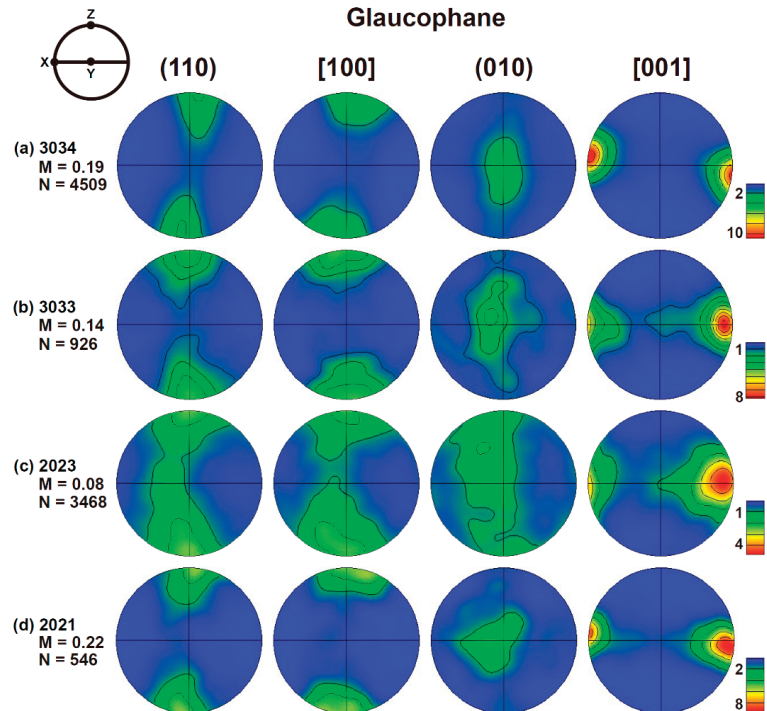 Glaucophane
Z
X
Y
(110) [100] (010) [001]
(a) 3034
M = 0.19
N = 4509
2
10
(b) 3033
M = 0.14
N = 926
1
8
(c) 2023
M = 0.08
N = 3468
1
4
(d) 2021
M = 0.22
N = 546
2
8